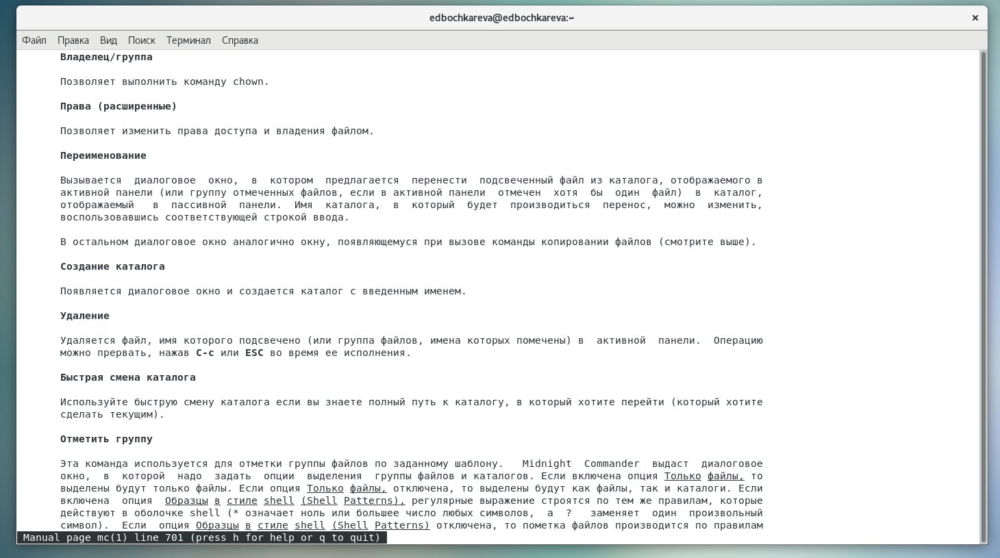 edbochkareva@edbochkareva:~
×
Файл Правка Вид Поиск Терминал Справка
Владелец/группа
Позволяет выполнить команду chown.
Права (расширенные)
Позволяет изменить права доступа и владения файлом.
Переименование
Вызывается диалоговое окно, в котором предлагается перенести подсвеченный файл из каталога, отображаемого в
активной панели (или группу отмеченных файлов, если в активной панели отмечен хотя бы один файл) в каталог,
отображаемый в пассивной панели. Имя каталога, в который будет производиться перенос, можно изменить,
воспользовавшись соответствующей строкой ввода.
В остальном диалоговое окно аналогично окну, появляющемуся при вызове команды копировании файлов (смотрите выше).
Создание каталога
Появляется диалоговое окно и создается каталог с введенным именем.
Удаление
Удаляется файл, имя которого подсвечено (или группа файлов, имена которых помечены) в активной панели. Операцию
можно прервать, нажав C-c или ESC во время ее исполнения.
Быстрая смена каталога
Используйте быструю смену каталога если вы знаете полный путь к каталогу, в который хотите перейти (который хотите
сделать текущим).
Отметить группу
Эта команда используется для отметки группы файлов по заданному шаблону. Midnight Commander выдаст диалоговое
окно, в которой надо задать опции выделения группы файлов и каталогов. Если включена опция Только файлы, то
выделены будут только файлы. Если опция Только файлы, отключена, то выделены будут как файлы, так и каталоги. Если
включена опция Образцы в стиле shell (Shell Patterns), регулярные выражение строятся по тем же правилам, которые
действуют в оболочке shell (* означает ноль или большее число любых символов, а ? заменяет один произвольный
символ). Если опция Образцы в стиле shell (Shell Patterns) отключена, то пометка файлов производится по правилам
Manual page mc(1) line 701 (press h for help or q to quit)